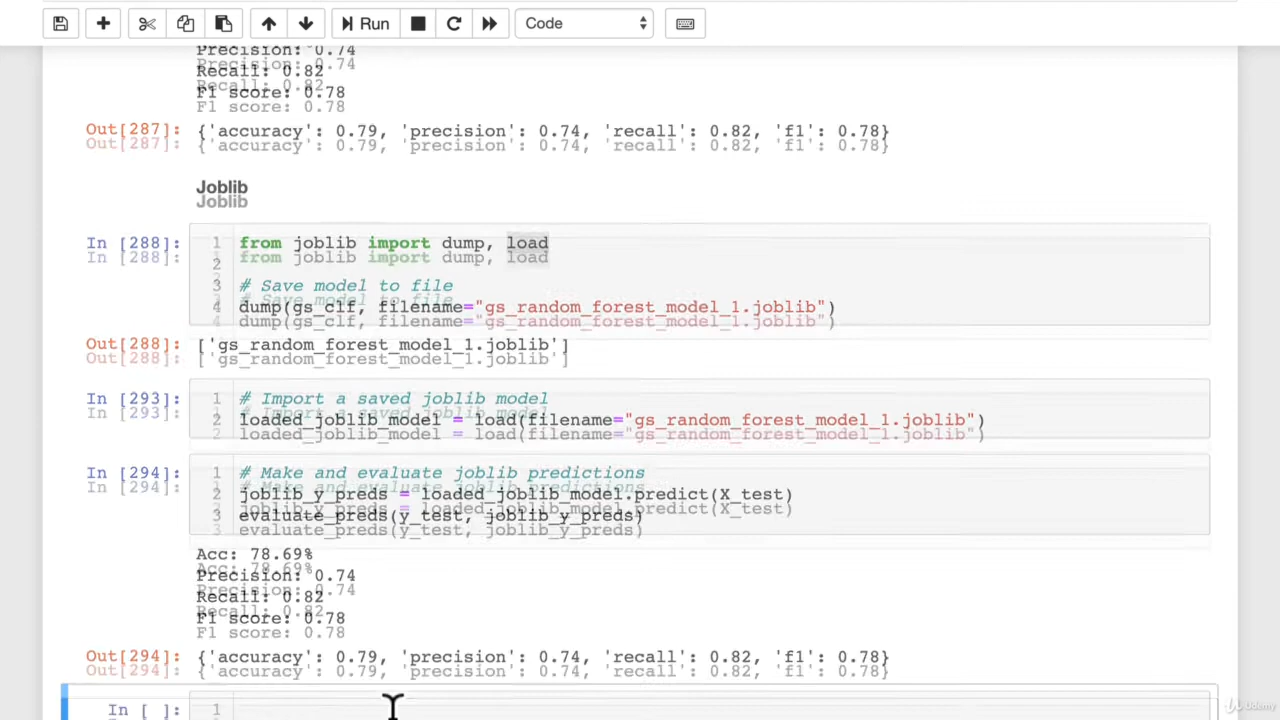 Run
Code
Precision: 0.74
Recall: 0.82
F1 score: 0.78
Out[287]: {'accuracy': 0.79, 'precision': 0.74, 'recall': 0.82, 'f1': 0.78}
Joblib
In [288]: 1 from joblib import dump, load
2
3 # Save model to file
4 dump(gs_clf, filename="gs_random_forest_model_1.joblib")
Out[288]: ['gs_random_forest_model_1.joblib']
In [293]: 1 # Import a saved joblib model
2 loaded_joblib_model = load(filename="gs_random_forest_model_1.joblib")
In [294]: 1 # Make and evaluate joblib predictions
2 joblib_y_preds = loaded_joblib_model.predict(X_test)
3 evaluate_preds(y_test, joblib_y_preds)
Acc: 78.69%
Precision: 0.74
Recall: 0.82
F1 score: 0.78
Out[294]: {'accuracy': 0.79, 'precision': 0.74, 'recall': 0.82, 'f1': 0.78}
In [ ]: 1
Udemy